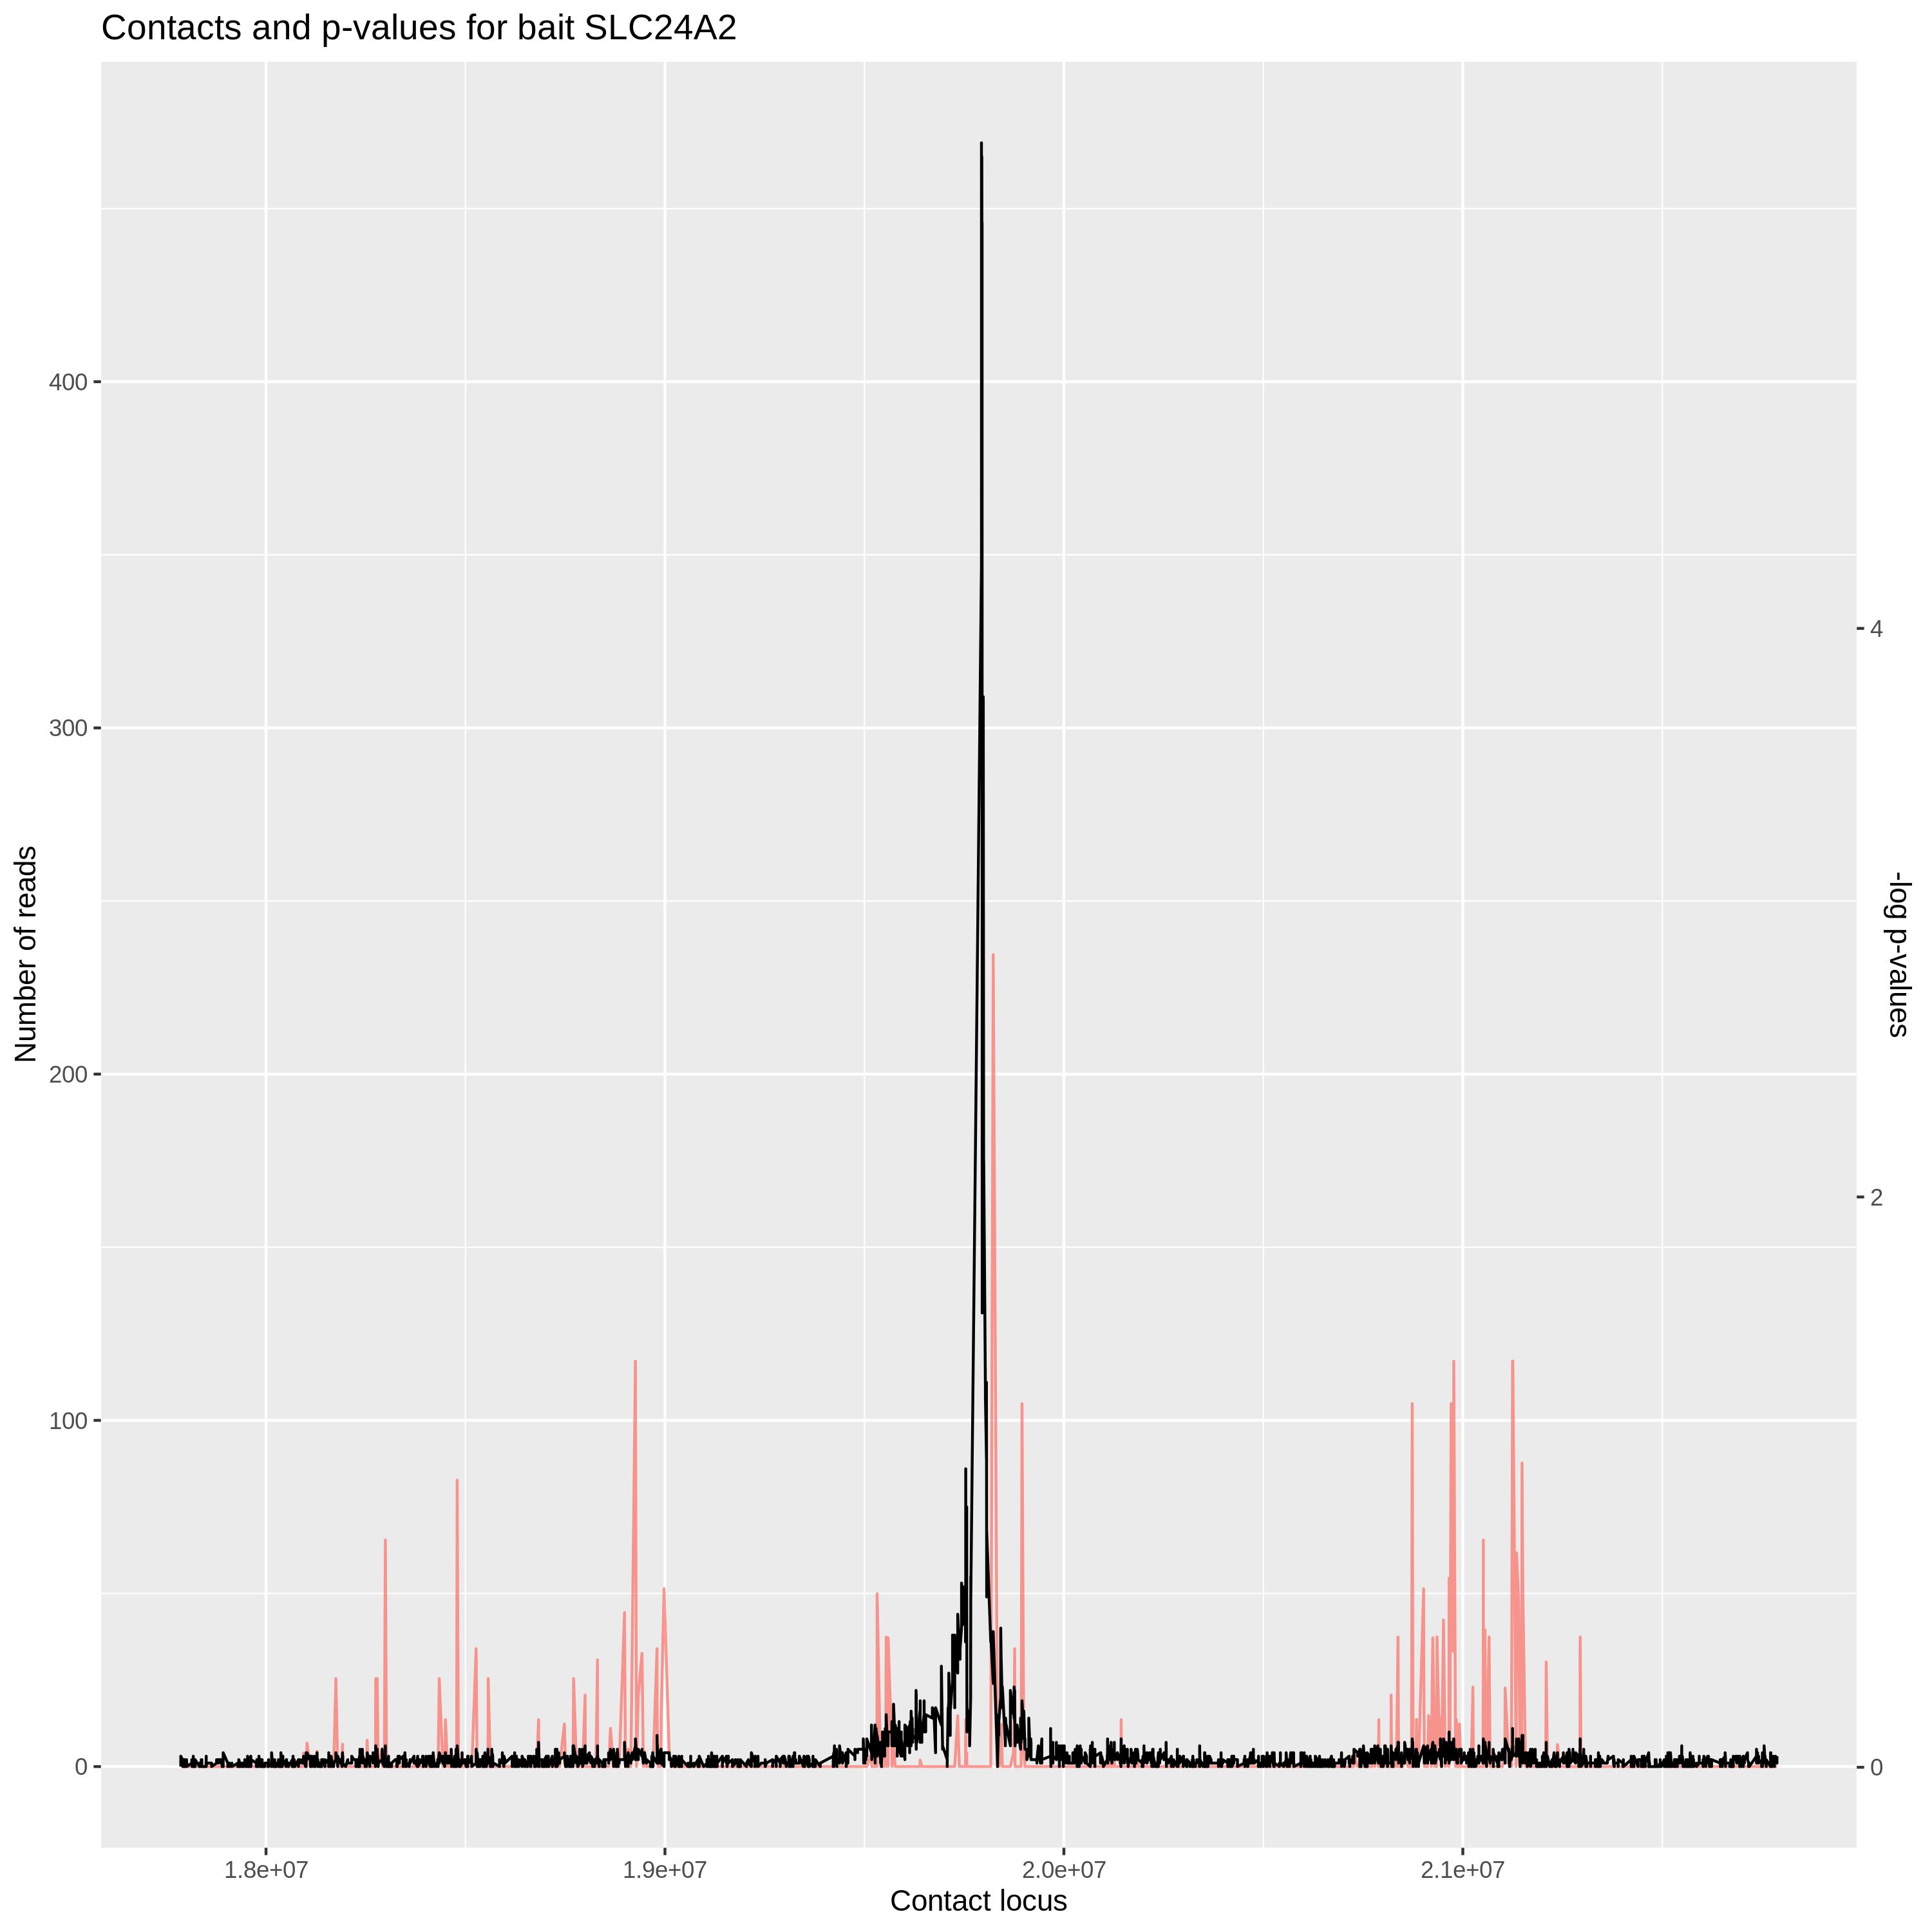 Contacts and p-values for bait SLC24A2
Number of reads
400
300
200
100
0
4
2
0
-log p-values
1.8e+07
1.9e+07
2.0e+07
2.1e+07
Contact locus